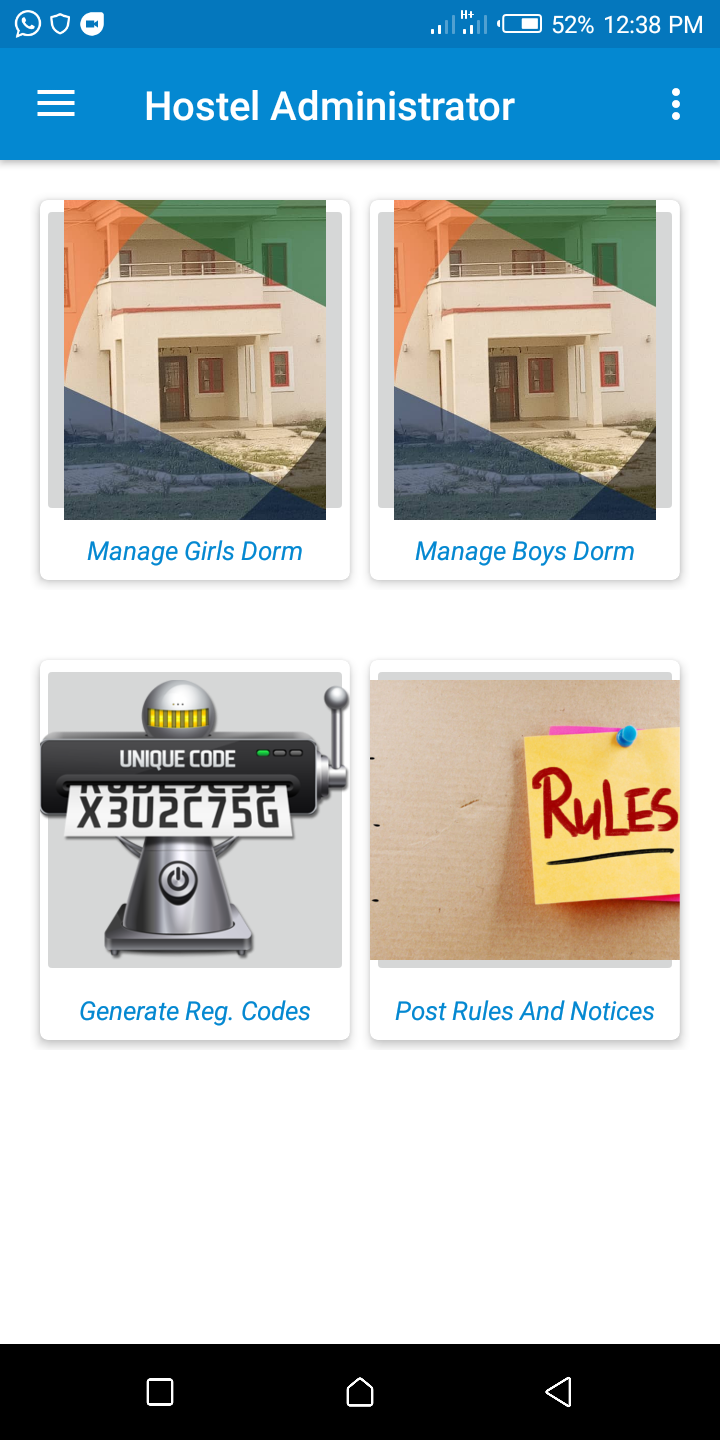 H+ 52% 12:38 PM
Hostel Administrator
Manage Girls Dorm
Manage Boys Dorm
UNIQUE CODE
X3U2C75G
RULES
Generate Reg. Codes
Post Rules And Notices